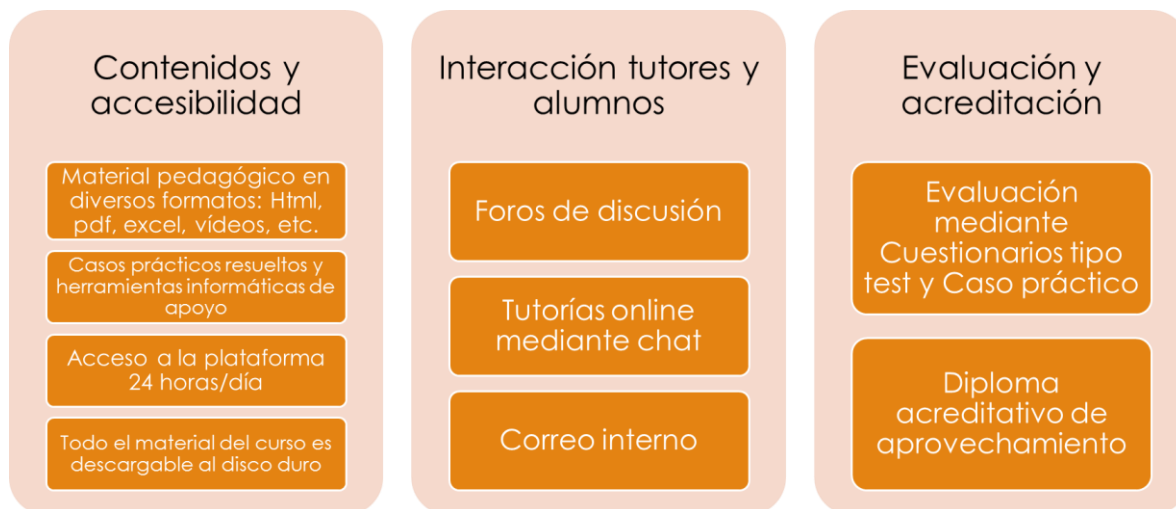 Contenidos y
accesibilidad
Material pedagógico en
diversos formatos: Html,
pdf, excel, vídeos, etc.
Casos prácticos resueltos y
herramientas informáticas de
apoyo
Acceso a la plataforma
24 horas/día
Todo el material del curso es
descargable al disco duro
Interacción tutores y
alumnos
Foros de discusión
Tutorías online
mediante chat
Correo interno
Evaluación y
acreditación
Evaluación
mediante
Cuestionarios tipo
test y Caso práctico
Diploma
acreditativo de
aprovechamiento